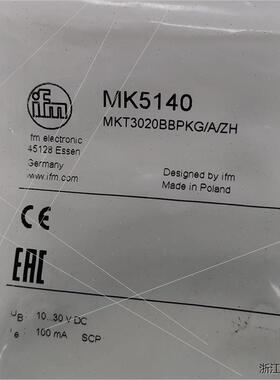 ifm
MK5140
MKT3020BBPKG/A/ZH
ifm electronic
45128 Essen
Germany
www.ifm.com
Designed by ifm
Made in Poland
CE
EAC
UB: 10...30 V DC
Ie: 100 mA SCP
浙江